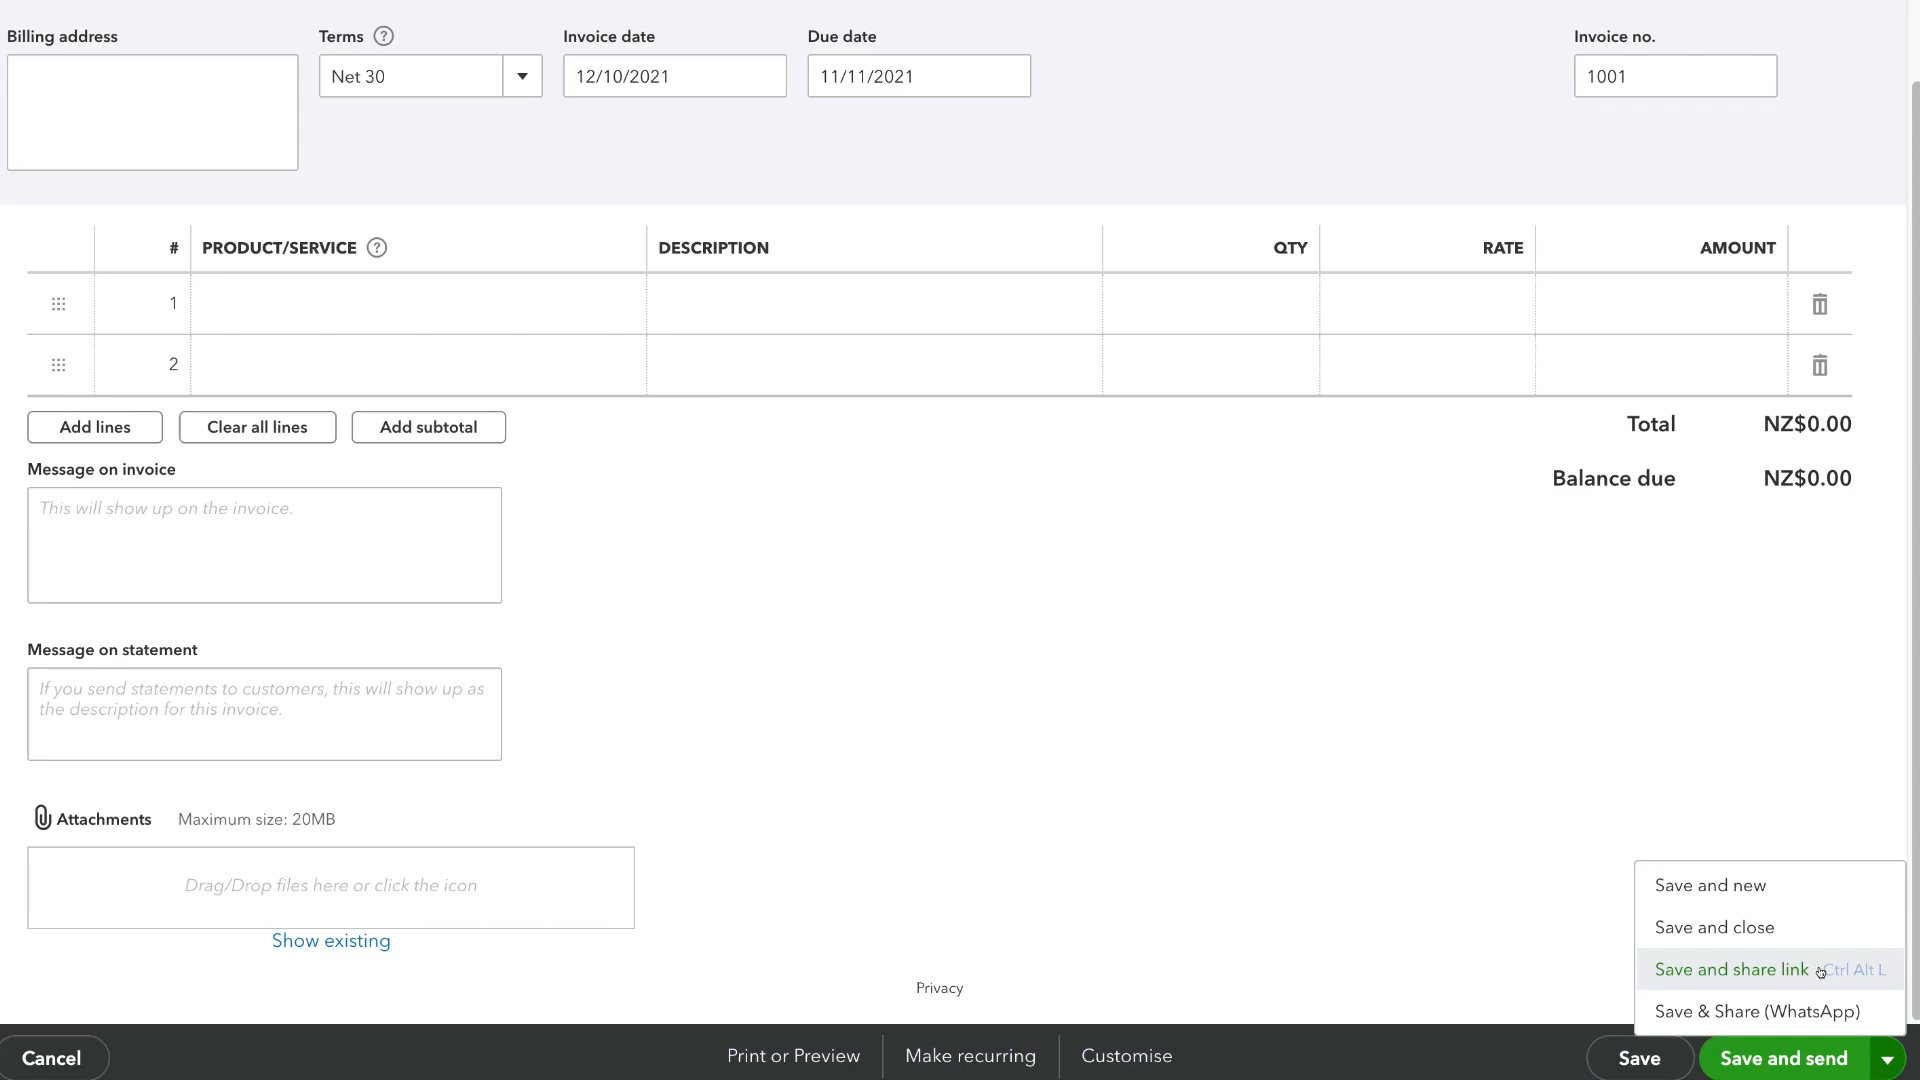 Billing address
Terms
Invoice date
Due date
Invoice no.
Net 30
12/10/2021
11/11/2021
1001
# PRODUCT/SERVICE DESCRIPTION QTY RATE AMOUNT
1
2
Add lines
Clear all lines
Add subtotal
Total NZ$0.00
Message on invoice
Balance due NZ$0.00
This will show up on the invoice.
Message on statement
If you send statements to customers, this will show up as
the description for this invoice.
Attachments Maximum size: 20MB
Drag/Drop files here or click the icon
Show existing
Privacy
Save and new
Save and close
Save and share link Ctrl Alt L
Save & Share (WhatsApp)
Cancel
Print or Preview
Make recurring
Customise
Save
Save and send